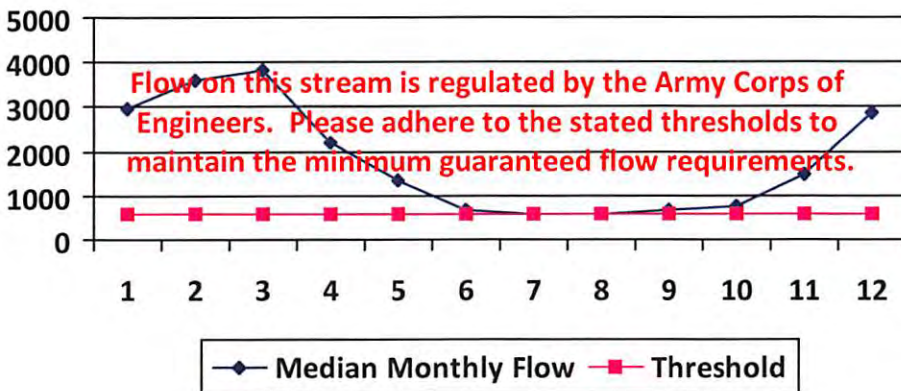 5000
4000
3000
2000
1000
0
Flow on this stream is regulated by the Army Corps of
Engineers. Please adhere to the stated thresholds to
maintain the minimum guaranteed flow requirements.
1 2 3 4 5 6 7 8 9 10 11 12
Median Monthly Flow Threshold